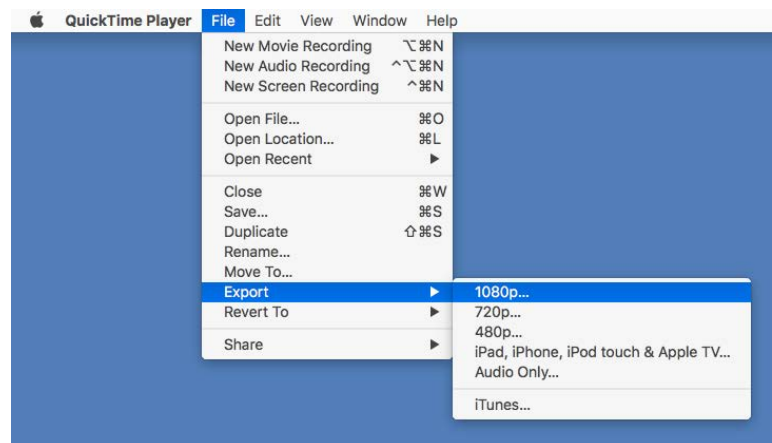 QuickTime Player File Edit View Window Help
New Movie Recording ⌥⌘N
New Audio Recording ^⌥⌘N
New Screen Recording ^⌘N
Open File... ⌘O
Open Location... ⌘L
Open Recent ▶
Close ⌘W
Save... ⌘S
Duplicate ⇧⌘S
Rename...
Move To...
Export ▶
Revert To ▶
Share ▶
1080p...
720p...
480p...
iPad, iPhone, iPod touch & Apple TV...
Audio Only...
iTunes...